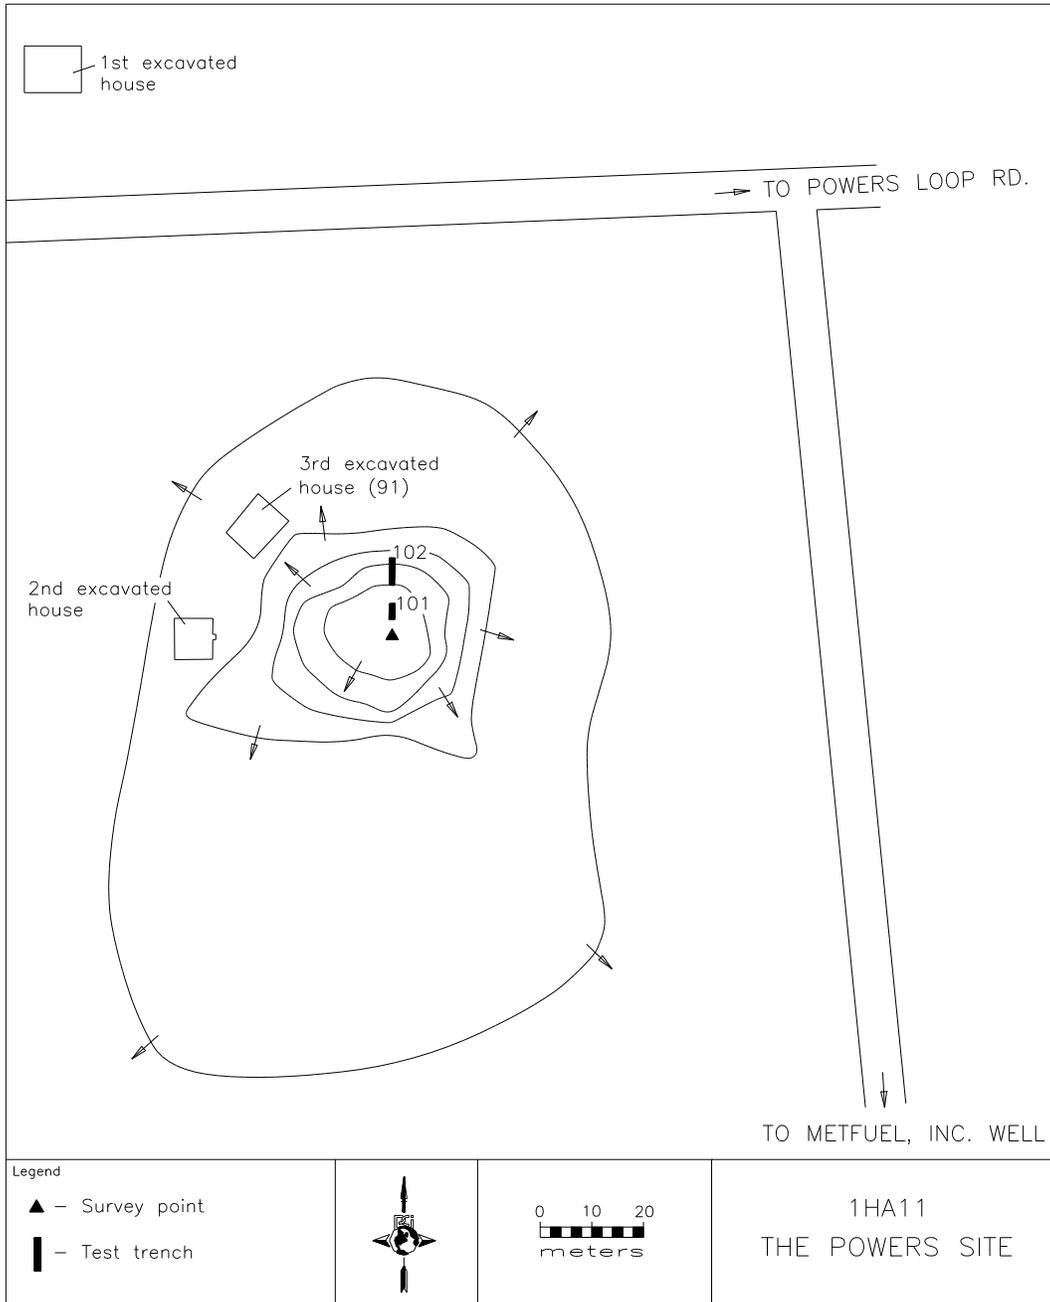 1st excavated
house
TO POWERS LOOP RD.
3rd excavated
house (91)
102
2nd excavated
house
101
TO METFUEL, INC. WELL
Legend
▲ – Survey point
– Test trench
0 10 20
meters
1HA11
THE POWERS SITE